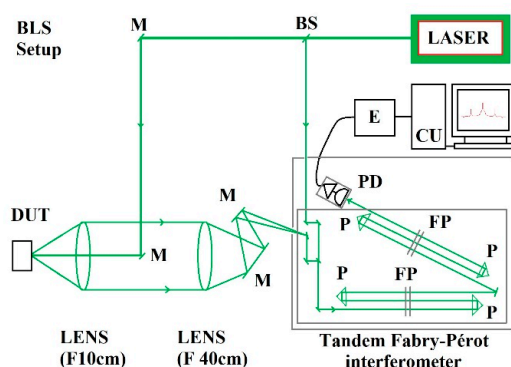 BLS
Setup
M
BS
LASER
E
CU
PD
M
DUT
M
M
P
FP
P
P
FP
P
LENS
(F10cm)
LENS
(F 40cm)
Tandem Fabry-Pérot
interferometer